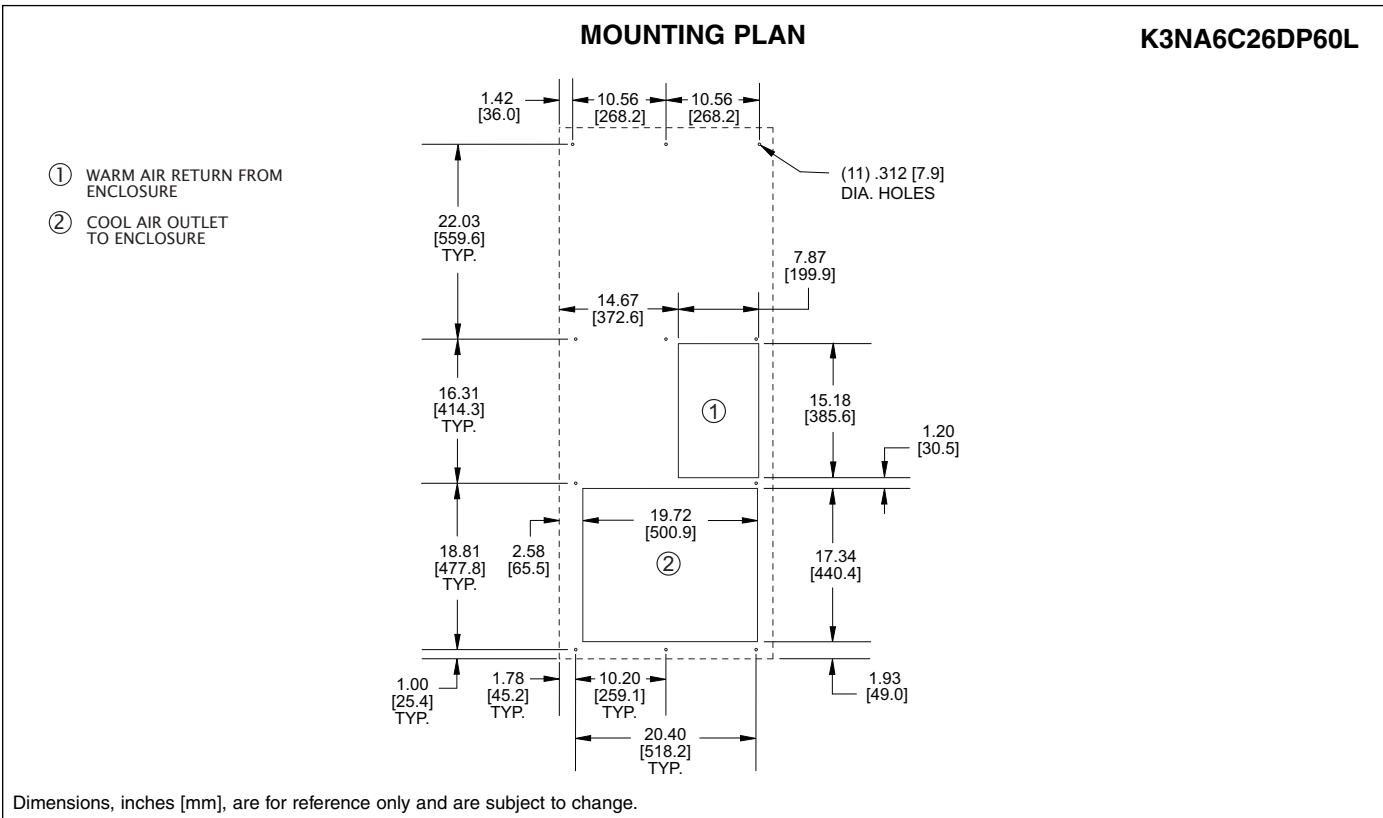 MOUNTING PLAN
K3NA6C26DP60L
1.42
[36.0]
10.56
[268.2]
10.56
[268.2]
① WARM AIR RETURN FROM
ENCLOSURE
② COOL AIR OUTLET
TO ENCLOSURE
(11) .312 [7.9]
DIA. HOLES
22.03
[559.6]
TYP.
7.87
[199.9]
14.67
[372.6]
16.31
[414.3]
TYP.
①
15.18
[385.6]
1.20
[30.5]
19.72
[500.9]
②
18.81
[477.8]
TYP.
2.58
[65.5]
17.34
[440.4]
1.00
[25.4]
TYP.
1.78
[45.2]
TYP.
10.20
[259.1]
TYP.
1.93
[49.0]
20.40
[518.2]
TYP.
Dimensions, inches [mm], are for reference only and are subject to change.